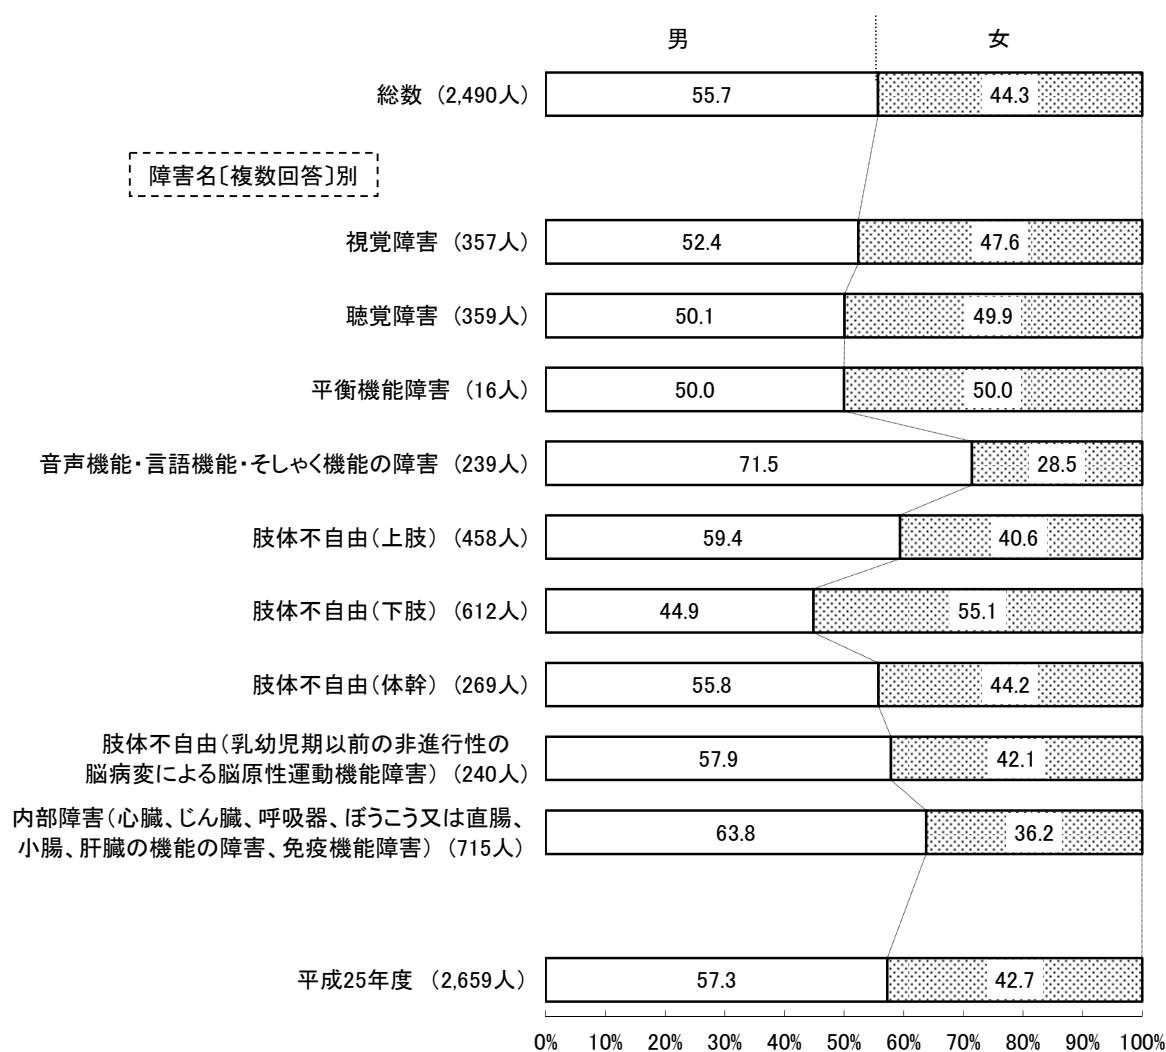 男 女
総数 (2,490人) 55.7 44.3
障害名〔複数回答〕別
視覚障害 (357人) 52.4 47.6
聴覚障害 (359人) 50.1 49.9
平衡機能障害 (16人) 50.0 50.0
音声機能・言語機能・そしゃく機能の障害 (239人) 71.5 28.5
肢体不自由(上肢) (458人) 59.4 40.6
肢体不自由(下肢) (612人) 44.9 55.1
肢体不自由(体幹) (269人) 55.8 44.2
肢体不自由(乳幼児期以前の非進行性の
脳病変による脳原性運動機能障害) (240人) 57.9 42.1
内部障害(心臓、じん臓、呼吸器、ぼうこう又は直腸、
小腸、肝臓の機能の障害、免疫機能障害) (715人) 63.8 36.2
平成25年度 (2,659人) 57.3 42.7
0% 10% 20% 30% 40% 50% 60% 70% 80% 90% 100%